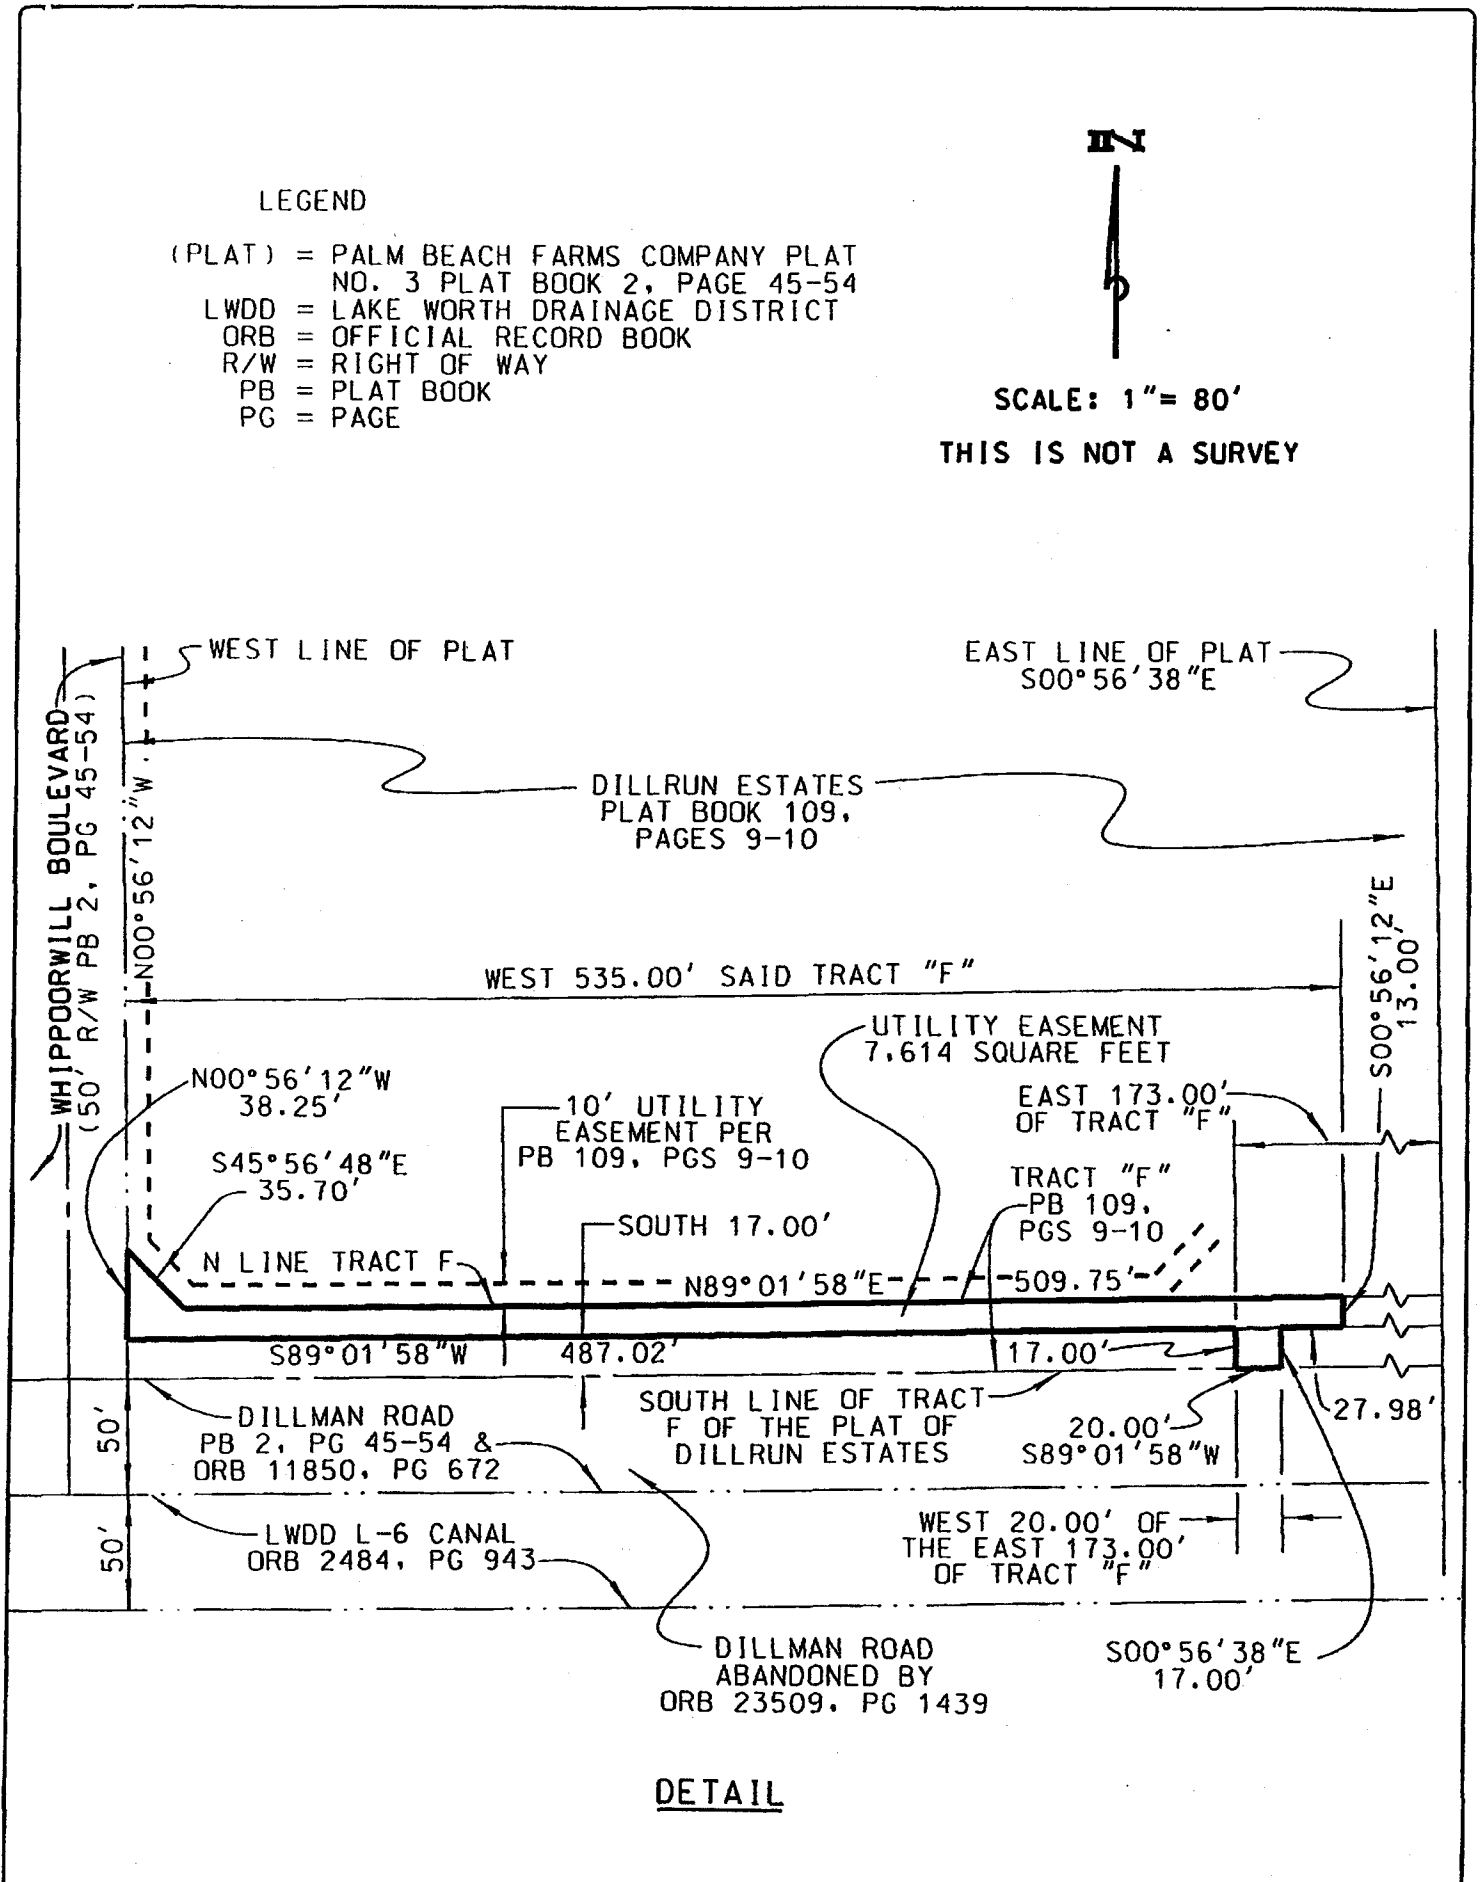 N
LEGEND
(PLAT) = PALM BEACH FARMS COMPANY PLAT
NO. 3 PLAT BOOK 2, PAGE 45-54
LWDD = LAKE WORTH DRAINAGE DISTRICT
ORB = OFFICIAL RECORD BOOK
R/W = RIGHT OF WAY
PB = PLAT BOOK
PG = PAGE
SCALE: 1"= 80'
THIS IS NOT A SURVEY
WEST LINE OF PLAT
EAST LINE OF PLAT
S00°56'38"E
WHIPPOORWILL BOULEVARD
(50' R/W PB 2, PG 45-54)
N00°56'12"W
DILLRUN ESTATES
PLAT BOOK 109,
PAGES 9-10
S00°56'12"E
13.00'
WEST 535.00' SAID TRACT "F"
UTILITY EASEMENT
7,614 SQUARE FEET
N00°56'12"W
38.25'
10' UTILITY
EASEMENT PER
PB 109, PGS 9-10
EAST 173.00'
OF TRACT "F"
S45°56'48"E
35.70'
TRACT "F"
PB 109,
PGS 9-10
SOUTH 17.00'
N LINE TRACT F
N89°01'58"E
509.75'
S89°01'58"W
487.02'
17.00'
SOUTH LINE OF TRACT
F OF THE PLAT OF
DILLRUN ESTATES
20.00'
S89°01'58"W
27.98'
50'
DILLMAN ROAD
PB 2, PG 45-54 &
ORB 11850, PG 672
50'
LWDD L-6 CANAL
ORB 2484, PG 943
WEST 20.00' OF
THE EAST 173.00'
OF TRACT "F"
DILLMAN ROAD
ABANDONED BY
ORB 23509, PG 1439
S00°56'38"E
17.00'
DETAIL